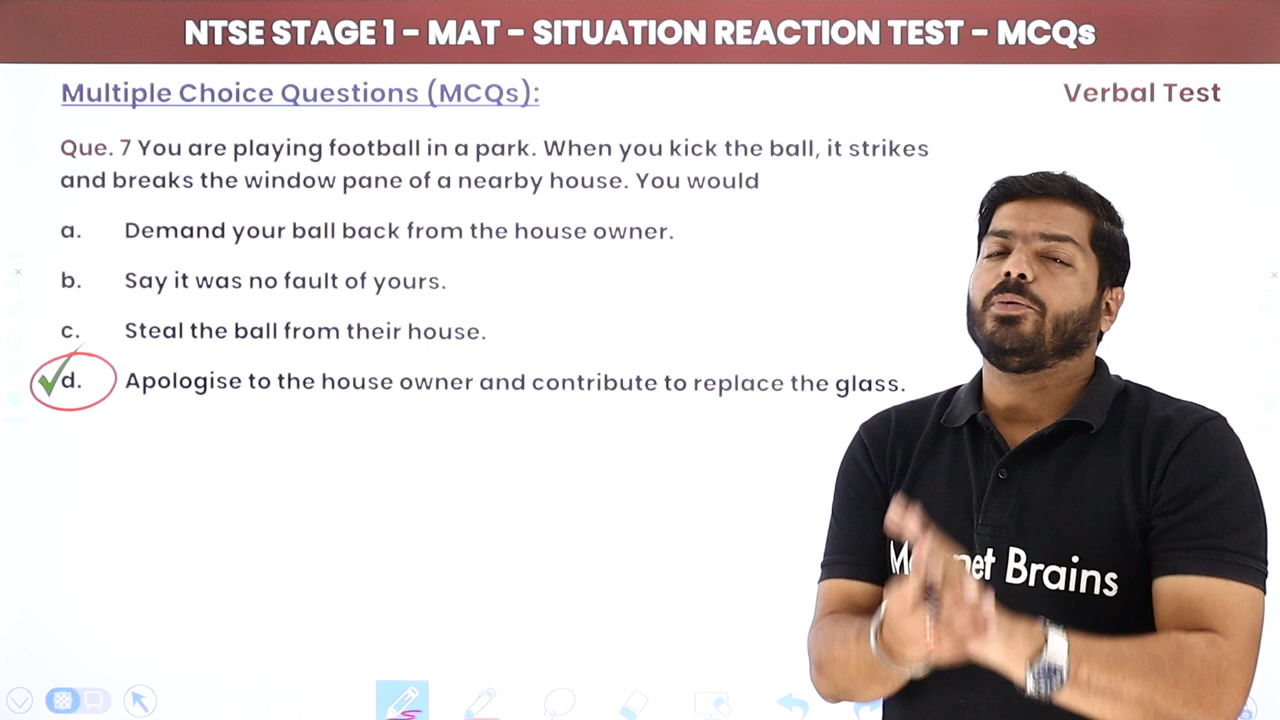 NTSE STAGE 1 – MAT – SITUATION REACTION TEST – MCQs
Multiple Choice Questions (MCQs):
Verbal Test
Que. 7 You are playing football in a park. When you kick the ball, it strikes
and breaks the window pane of a nearby house. You would
a. Demand your ball back from the house owner.
b. Say it was no fault of yours.
c. Steal the ball from their house.
d. Apologise to the house owner and contribute to replace the glass.
Brains